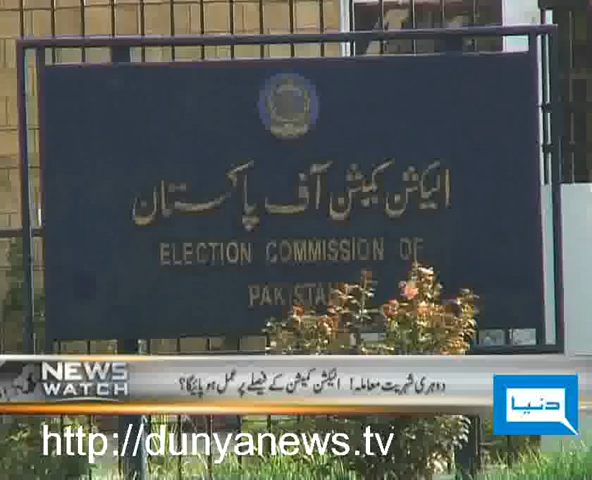 الیکشن کمیشن آف پاکستان
ELECTION COMMISSION OF
PAKISTAN
NEWS
WATCH
دوہری شہریت معاملہ! الیکشن کمیشن کے فیصلے پر عمل ہو پائیگا؟
دنیا
http://dunyanews.tv